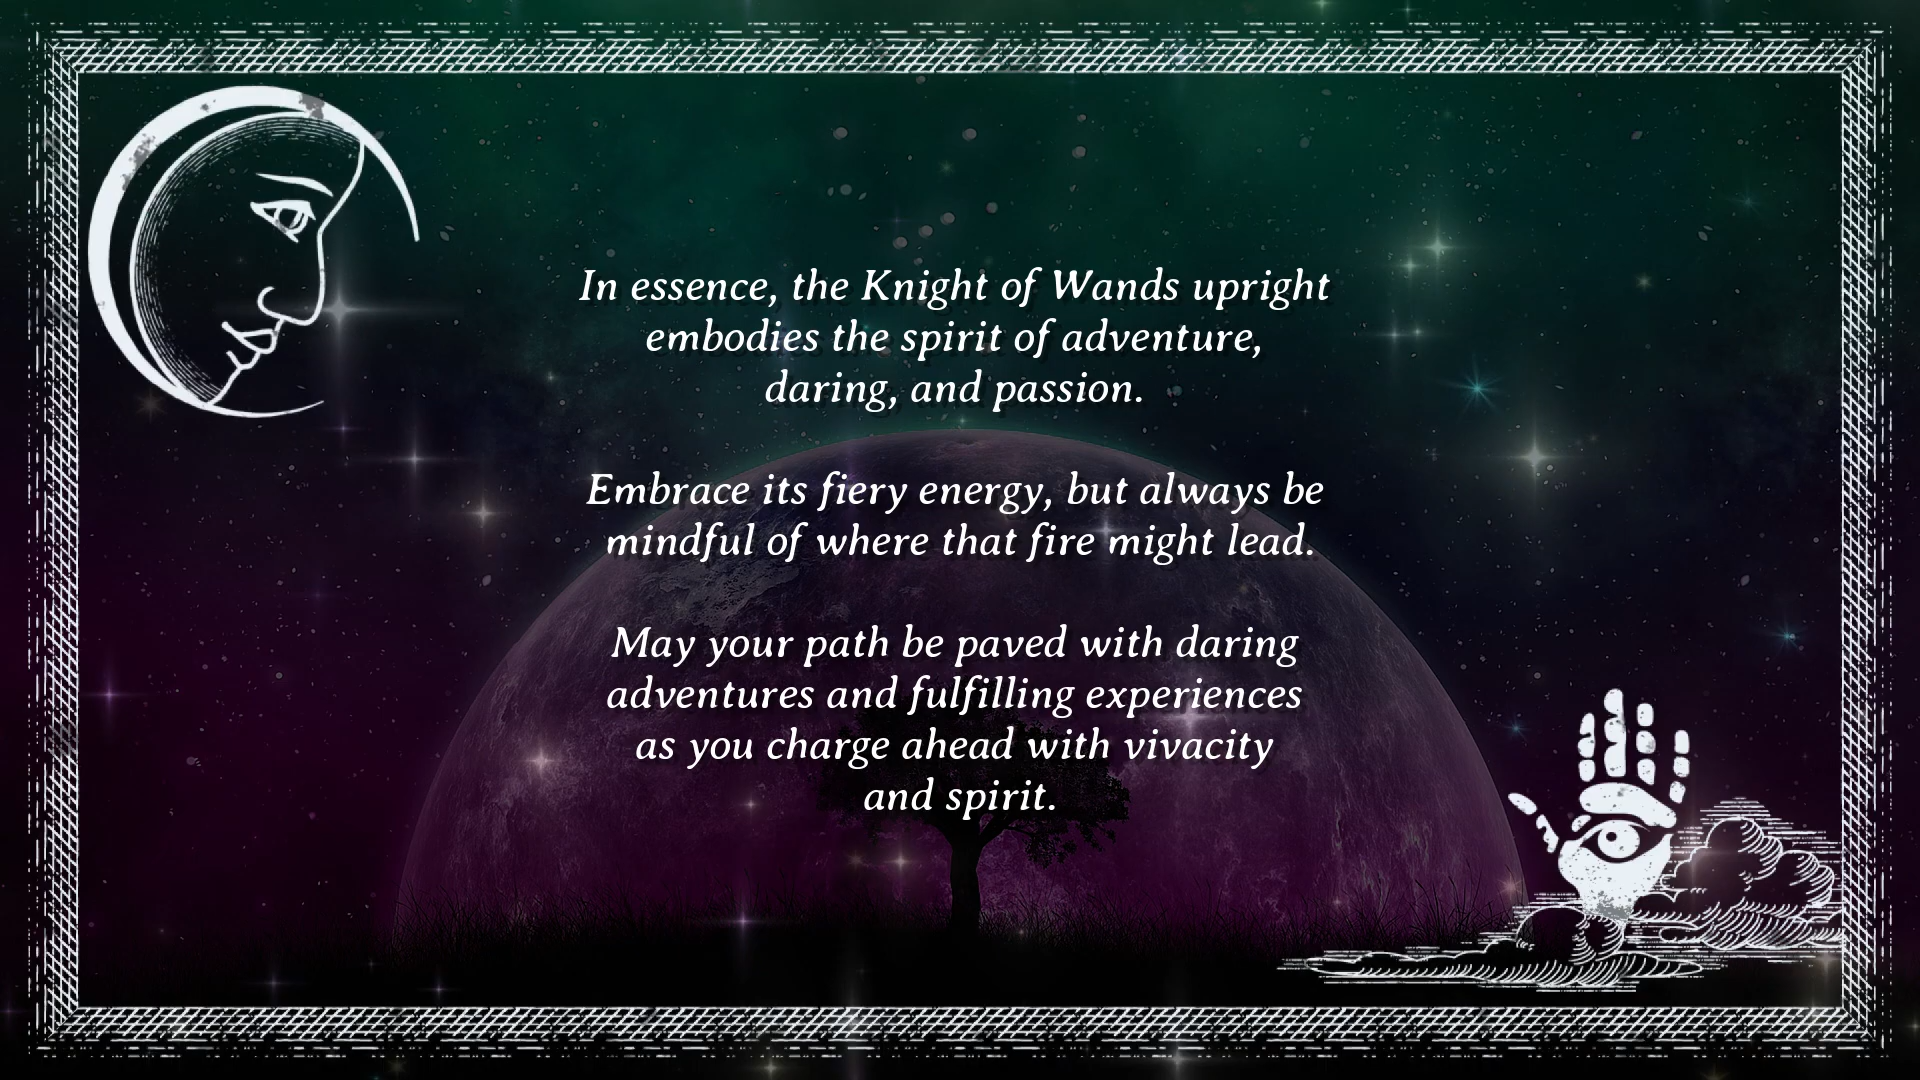 In essence, the Knight of Wands upright
embodies the spirit of adventure,
daring, and passion.
Embrace its fiery energy, but always be
mindful of where that fire might lead.
May your path be paved with daring
adventures and fulfilling experiences
as you charge ahead with vivacity
and spirit.